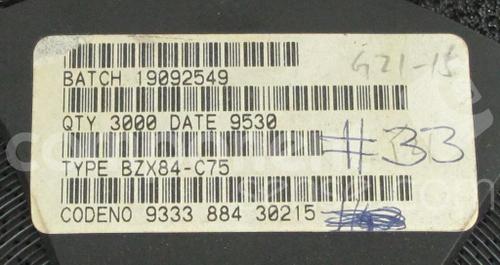 G21-15
BATCH 19092549
QTY 3000 DATE 9530
#33
TYPE BZX84-C75
CODENO 9333 884 30215